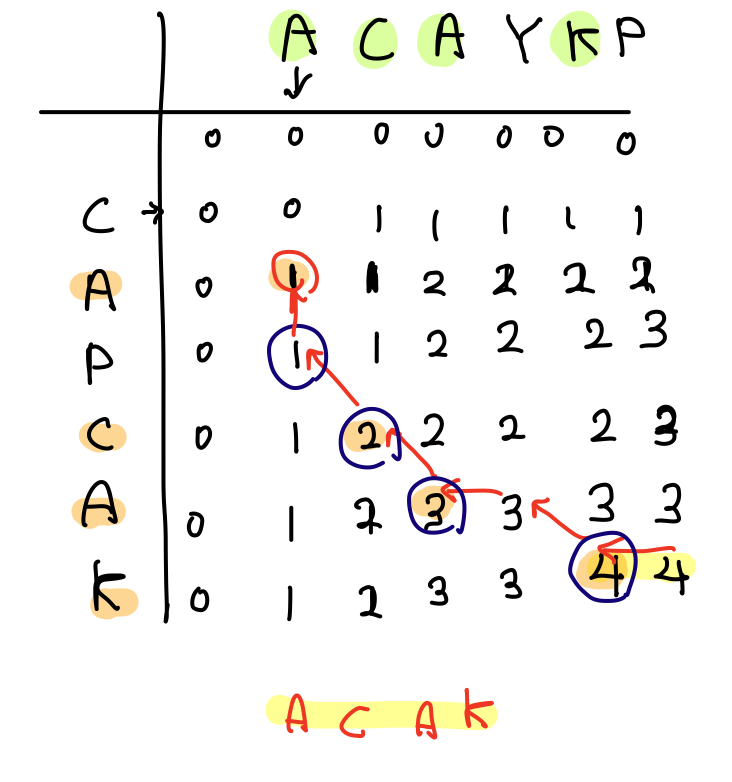 A C A Y K P
0 0 0 0 0 0 0
C 0 0 1 1 1 1 1
A 0 1 1 2 2 2 2
P 0 1 1 2 2 2 3
C 0 1 2 2 2 2 3
A 0 1 2 3 3 3 3
K 0 1 2 3 3 4 4
A C A K